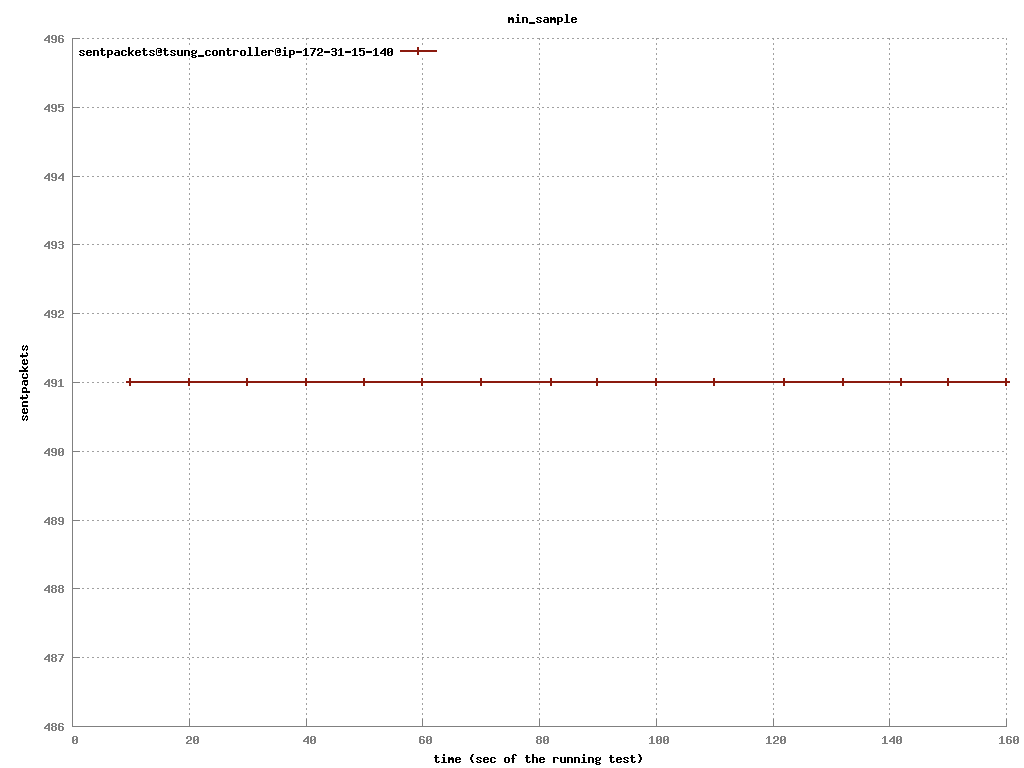 min_sample
496
sentpackets@tsung_controller@ip-172-31-15-140
495
494
493
492
491
490
489
488
487
486
sentpackets
0 20 40 60 80 100 120 140 160
time (sec of the running test)